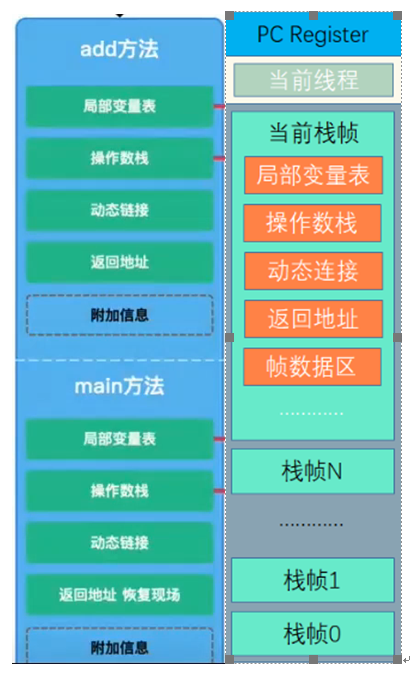 add方法
局部变量表
操作数栈
动态链接
返回地址
附加信息
main方法
局部变量表
操作数栈
动态链接
返回地址 恢复现场
附加信息
PC Register
当前线程
当前栈帧
局部变量表
操作数栈
动态连接
返回地址
帧数据区
…………
栈帧N
…………
栈帧1
栈帧0